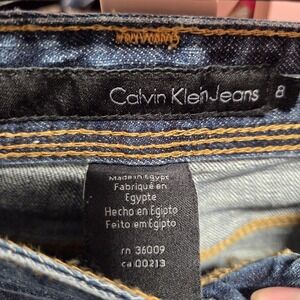 Calvin Klein Jeans 8
Made in Egypt
Fabriqué en
Egypte
Hecho en Egipto
Feito em Egipto
rn 36009
ca 00213